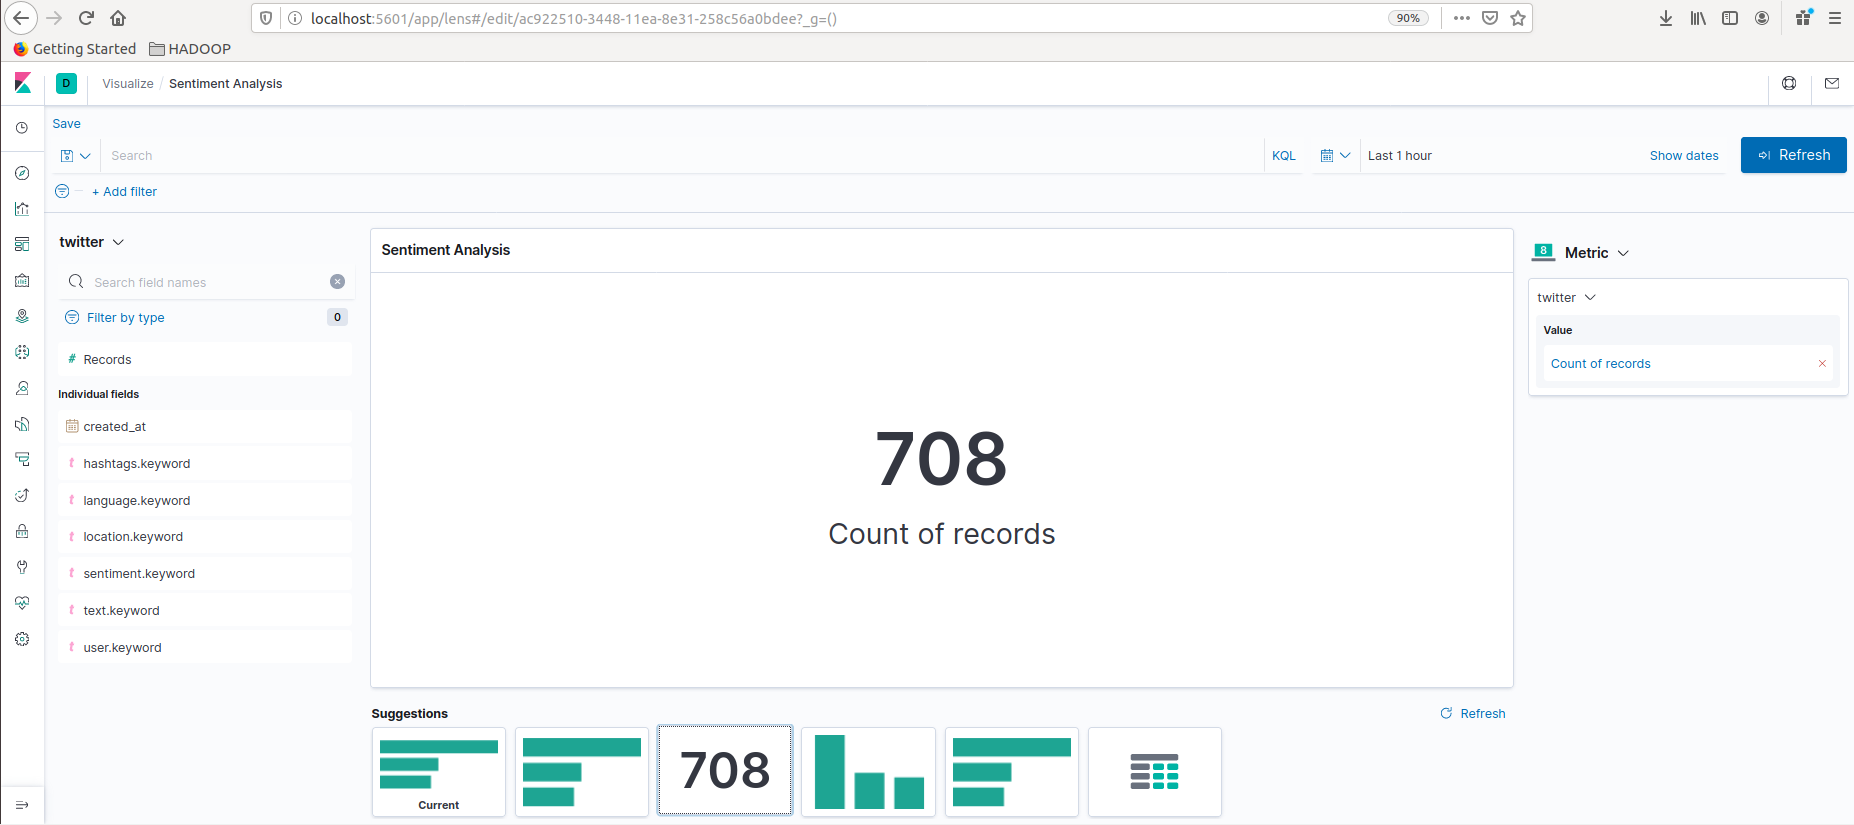 localhost:5601/app/lens#/edit/ac922510-3448-11ea-8e31-258c56a0bdee?_g=()
90%
Getting Started
HADOOP
D
Visualize / Sentiment Analysis
Save
Search
KQL
Last 1 hour
Show dates
Refresh
+ Add filter
twitter
Search field names
Filter by type
0
# Records
Individual fields
created_at
t hashtags.keyword
t language.keyword
t location.keyword
t sentiment.keyword
t text.keyword
t user.keyword
Sentiment Analysis
708
Count of records
8 Metric
twitter
Value
Count of records
Suggestions
Refresh
Current
708